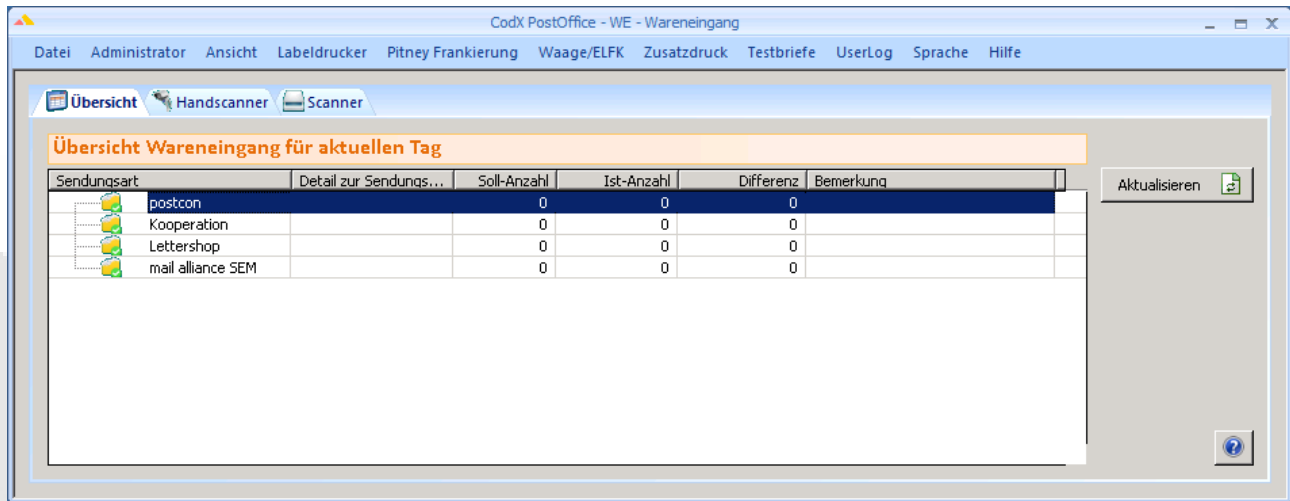 CodX PostOffice - WE - Wareneingang
Datei Administrator Ansicht Labeldrucker Pitney Frankierung Waage/ELFK Zusatzdruck Testbriefe UserLog Sprache Hilfe
Übersicht Handscanner Scanner
Übersicht Wareneingang für aktuellen Tag
Sendungsart Detail zur Sendungs... Soll-Anzahl Ist-Anzahl Differenz Bemerkung
Aktualisieren
postcon 0 0 0
Kooperation 0 0 0
Lettershop 0 0 0
mail alliance SEM 0 0 0